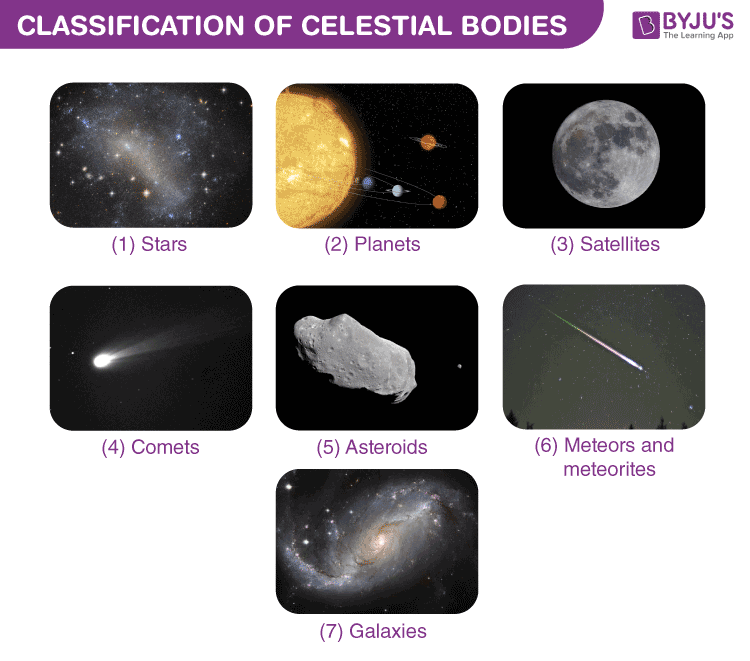 CLASSIFICATION OF CELESTIAL BODIES
BYJU'S
The Learning App
(1) Stars
(2) Planets
(3) Satellites
(4) Comets
(5) Asteroids
(6) Meteors and
meteorites
(7) Galaxies